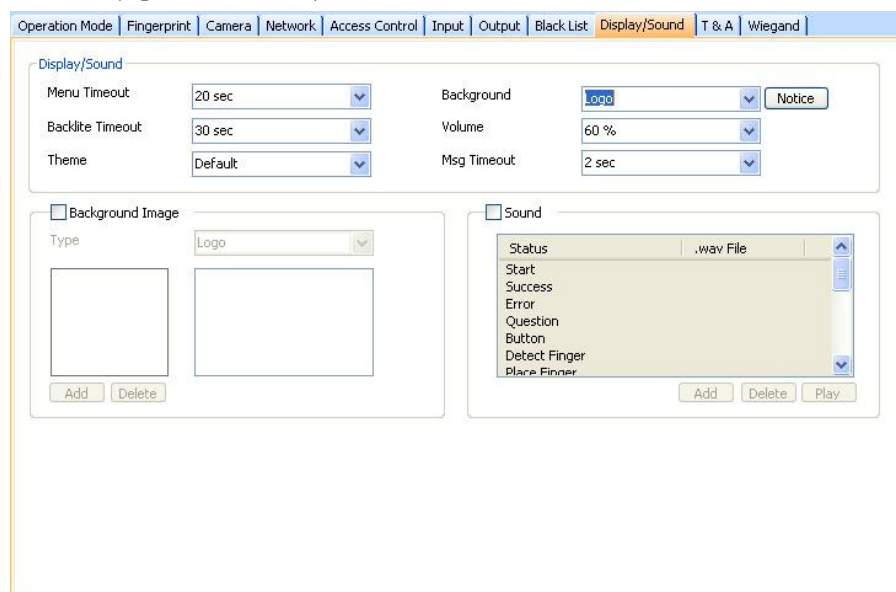 Operation Mode Fingerprint Camera Network Access Control Input Output Black List Display/Sound T & A Wiegand
Display/Sound
Menu Timeout 20 sec Background Logo Notice
Backlite Timeout 30 sec Volume 60 %
Theme Default Msg Timeout 2 sec
Background Image
Type Logo
Add Delete
Sound
Status .wav File
Start
Success
Error
Question
Button
Detect Finger
Place Finger
Add Delete Play